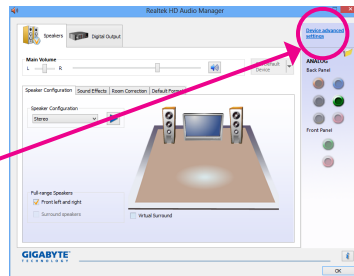 Realtek HD Audio Manager
Speakers
Digital Output
Device advanced
settings
Main Volume
L
R
Device
ANALOG
Back Panel
Speaker Configuration
Sound Effects
Room Correction
Default Format
Speaker Configuration
Stereo
Front Panel
Full-range Speakers
Front left and right
Surround speakers
Virtual Surround
GIGABYTE
TECHNOLOGY
OK